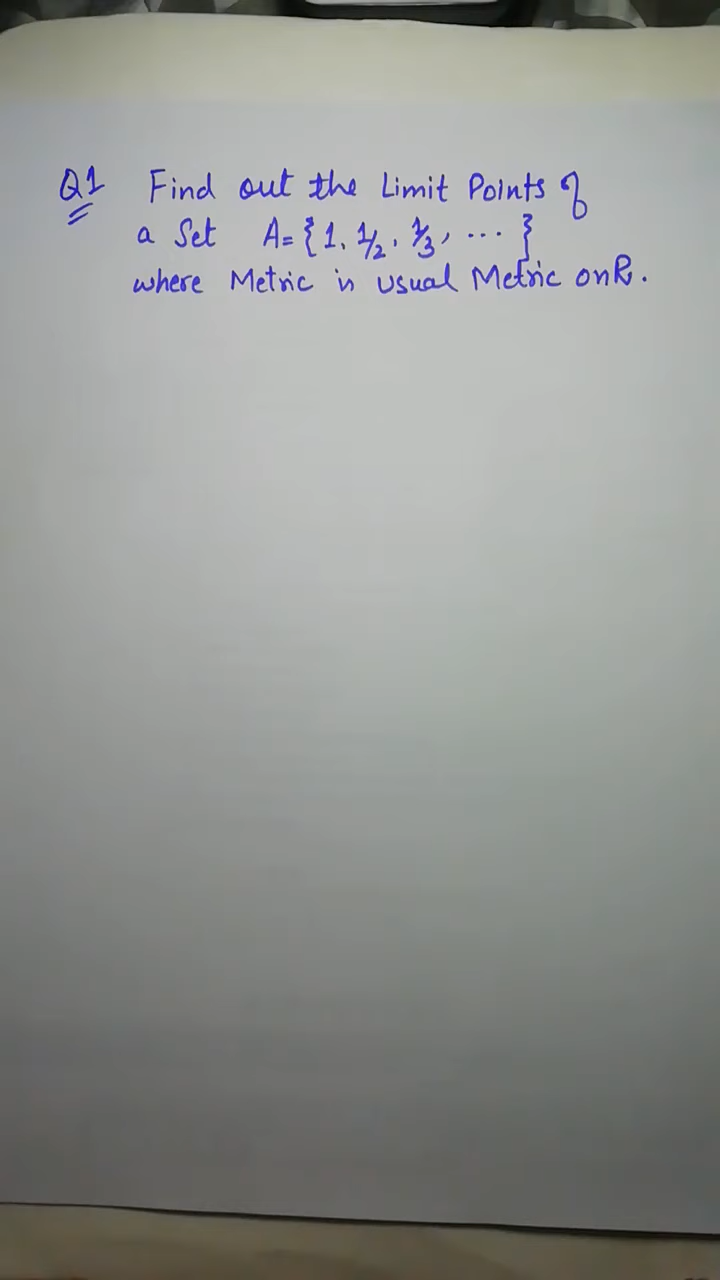 Q1 Find out the Limit Points of
a Set A = {1, 1/2, 1/3, ... }
where Metric is Usual Metric on R.